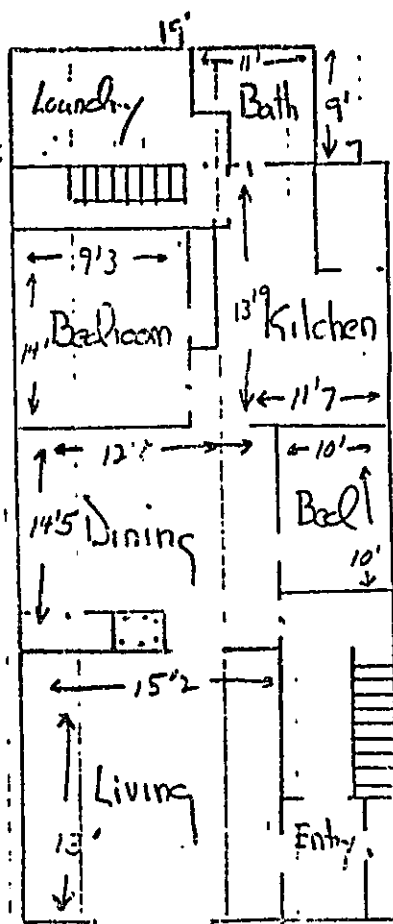 15'
11'
Laundry
Bath
9'
9'3
14'
Bedroom
13'9
Kitchen
11'7
10'
14'5
Dining
Bed
10'
15'2
Living
13'
Entry